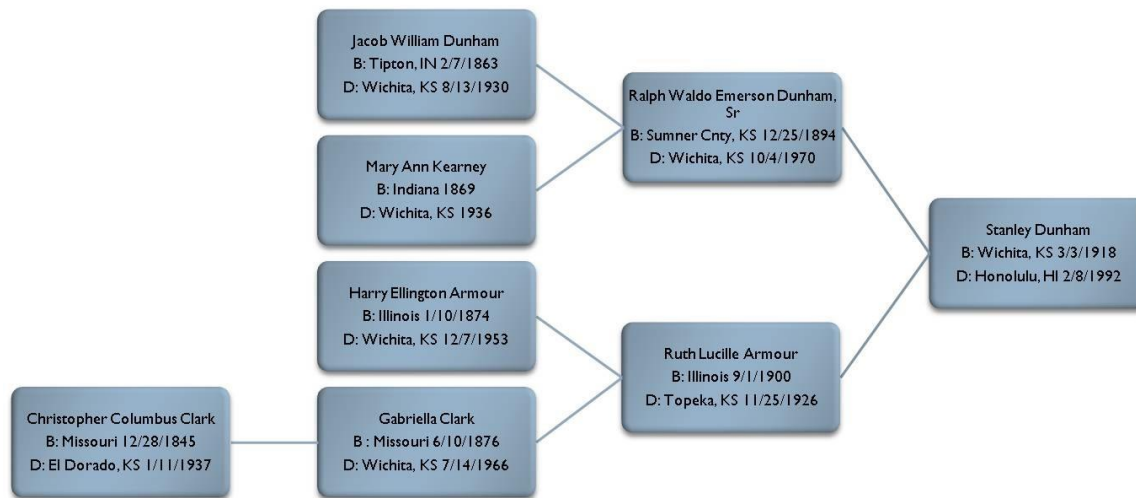 Jacob William Dunham
B: Tipton, IN 2/7/1863
D: Wichita, KS 8/13/1930
Ralph Waldo Emerson Dunham,
Sr
B: Sumner Cnty, KS 12/25/1894
D: Wichita, KS 10/4/1970
Mary Ann Kearney
B: Indiana 1869
D: Wichita, KS 1936
Stanley Dunham
B: Wichita, KS 3/3/1918
D: Honolulu, HI 2/8/1992
Harry Ellington Armour
B: Illinois 1/10/1874
D: Wichita, KS 12/7/1953
Ruth Lucille Armour
B: Illinois 9/1/1900
D: Topeka, KS 11/25/1926
Christopher Columbus Clark
B: Missouri 12/28/1845
D: El Dorado, KS 1/11/1937
Gabriella Clark
B : Missouri 6/10/1876
D: Wichita, KS 7/14/1966